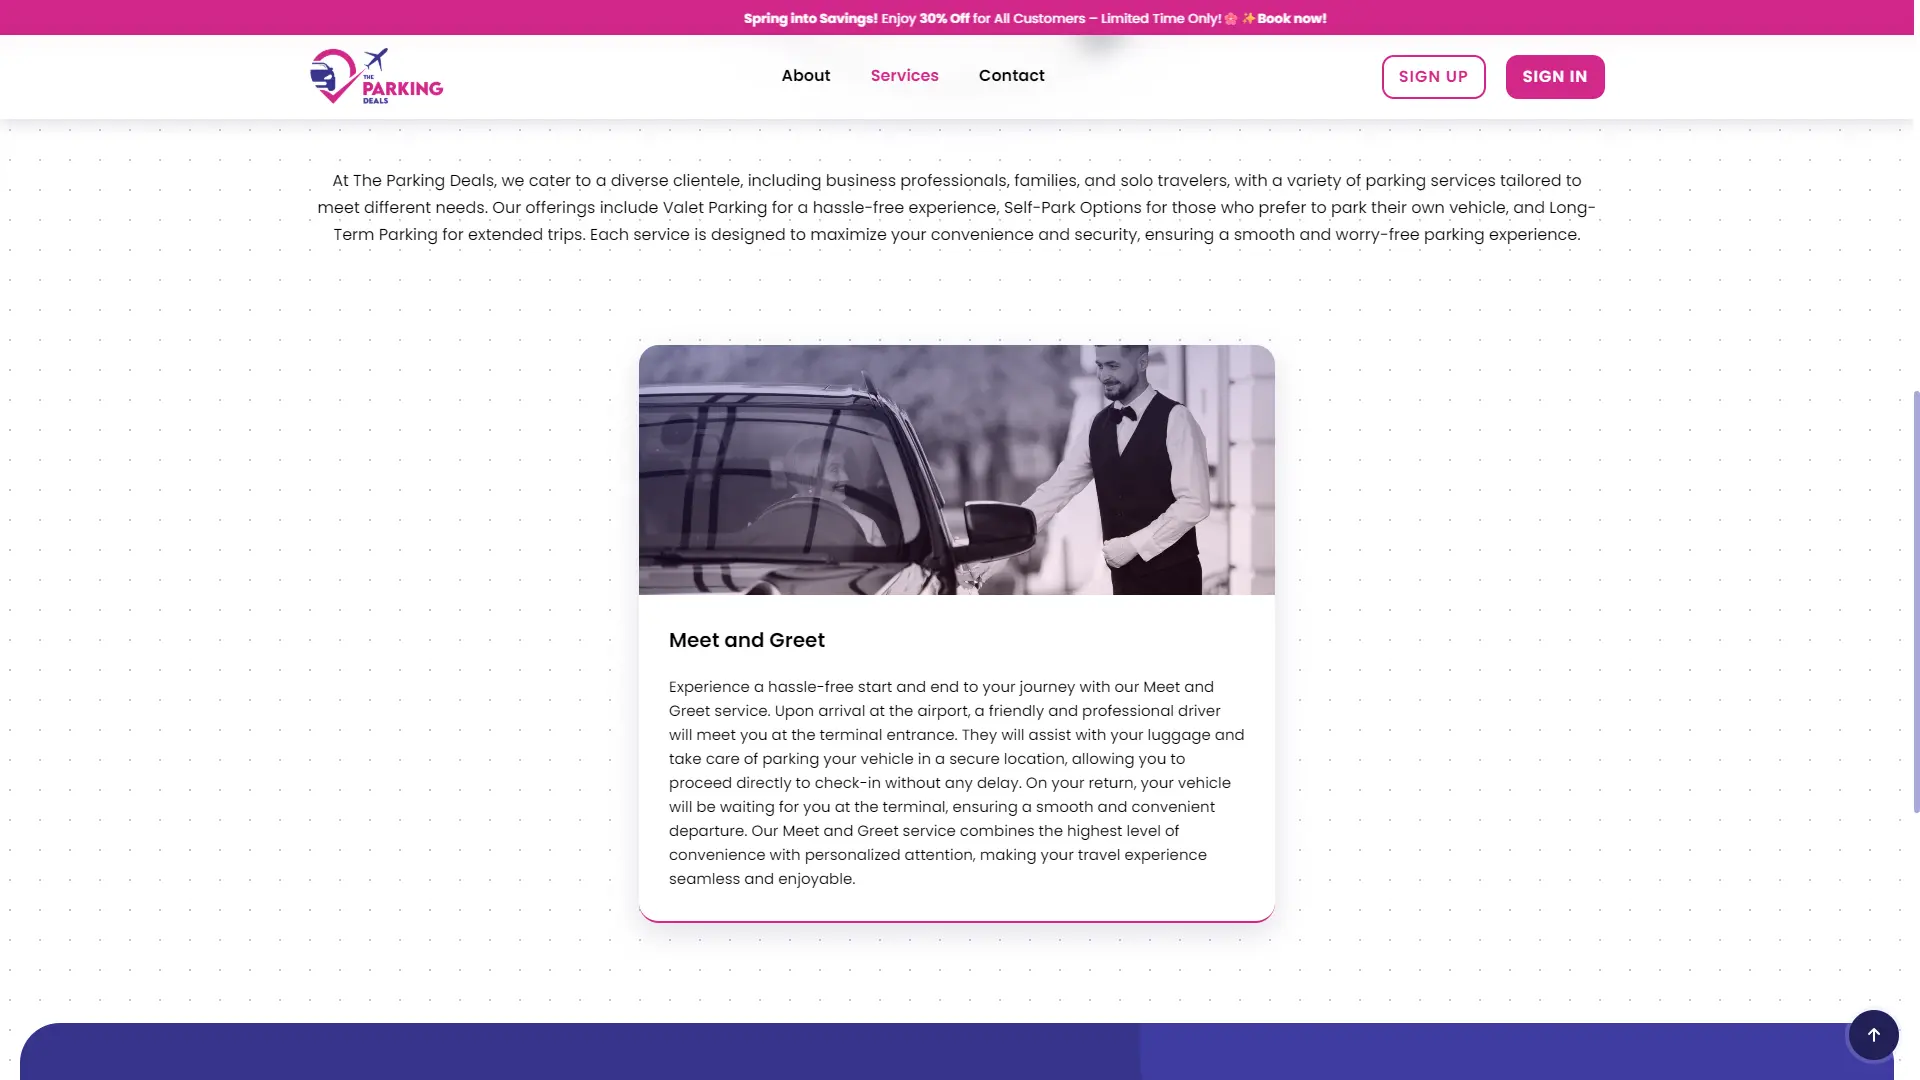 Spring into Savings! Enjoy 30% Off for All Customers – Limited Time Only!🌸 ✨Book now!
THE
PARKING
DEALS
About
Services
Contact
SIGN UP
SIGN IN
At The Parking Deals, we cater to a diverse clientele, including business professionals, families, and solo travelers, with a variety of parking services tailored to
meet different needs. Our offerings include Valet Parking for a hassle-free experience, Self-Park Options for those who prefer to park their own vehicle, and Long-
Term Parking for extended trips. Each service is designed to maximize your convenience and security, ensuring a smooth and worry-free parking experience.
Meet and Greet
Experience a hassle-free start and end to your journey with our Meet and
Greet service. Upon arrival at the airport, a friendly and professional driver
will meet you at the terminal entrance. They will assist with your luggage and
take care of parking your vehicle in a secure location, allowing you to
proceed directly to check-in without any delay. On your return, your vehicle
will be waiting for you at the terminal, ensuring a smooth and convenient
departure. Our Meet and Greet service combines the highest level of
convenience with personalized attention, making your travel experience
seamless and enjoyable.